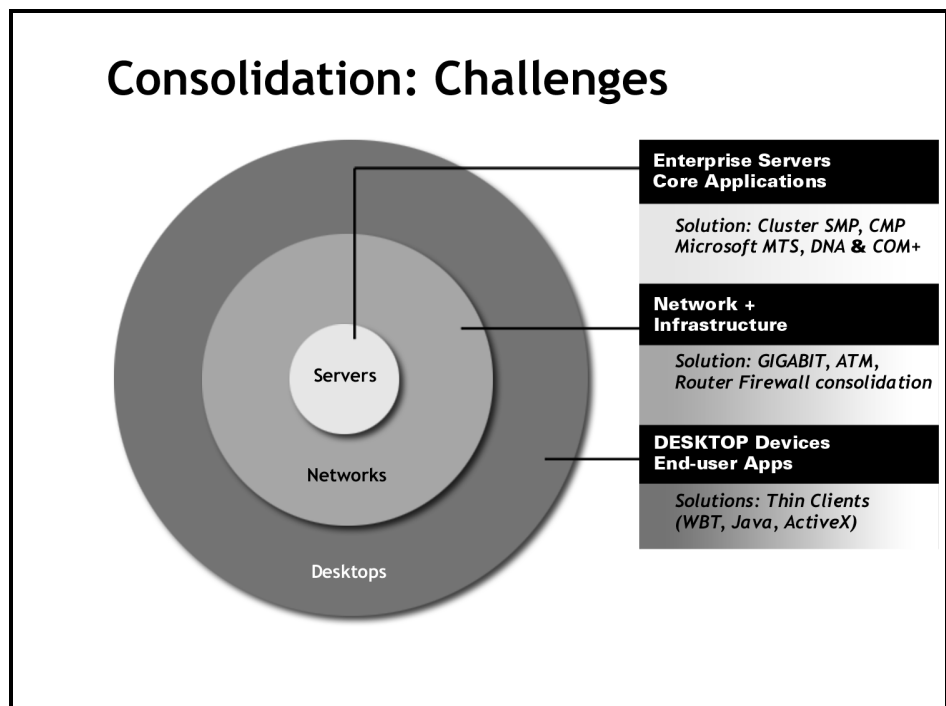 Consolidation: Challenges
Enterprise Servers
Core Applications
Solution: Cluster SMP, CMP
Microsoft MTS, DNA & COM+
Network +
Infrastructure
Solution: GIGABIT, ATM,
Router Firewall consolidation
DESKTOP Devices
End-user Apps
Solutions: Thin Clients
(WBT, Java, ActiveX)
Servers
Networks
Desktops